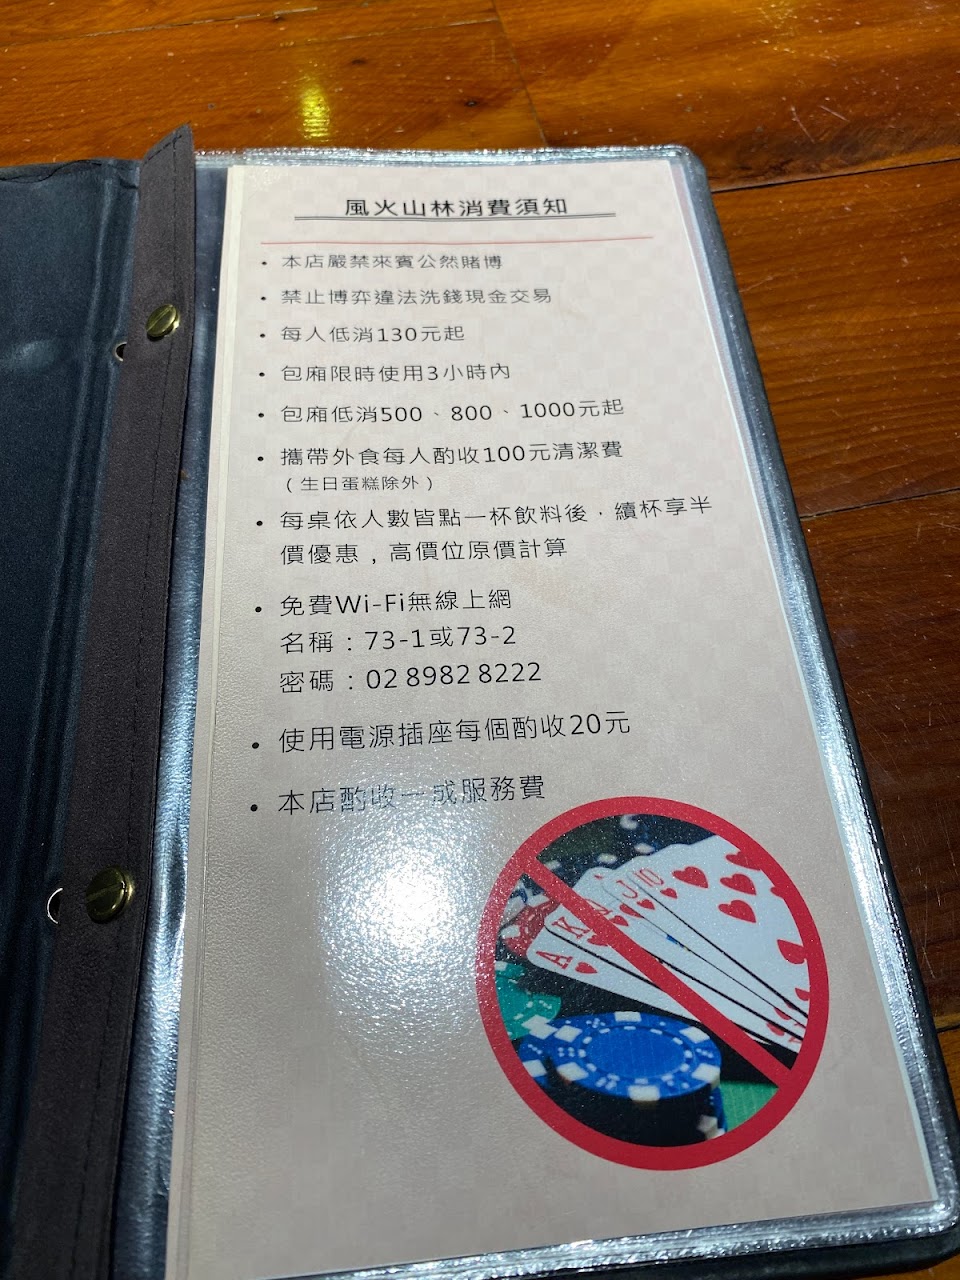 風火山林消費須知
• 本店嚴禁來賓公然賭博
• 禁止博弈違法洗錢現金交易
• 每人低消130元起
• 包廂限時使用3小時內
• 包廂低消500、800、1000元起
• 攜帶外食每人酌收100元清潔費
（生日蛋糕除外）
• 每桌依人數皆點一杯飲料後，續杯享半
價優惠，高價位原價計算
• 免費Wi-Fi無線上網
名稱：73-1或73-2
密碼：02 8982 8222
• 使用電源插座每個酌收20元
• 本店酌收一成服務費
A
K
J
10